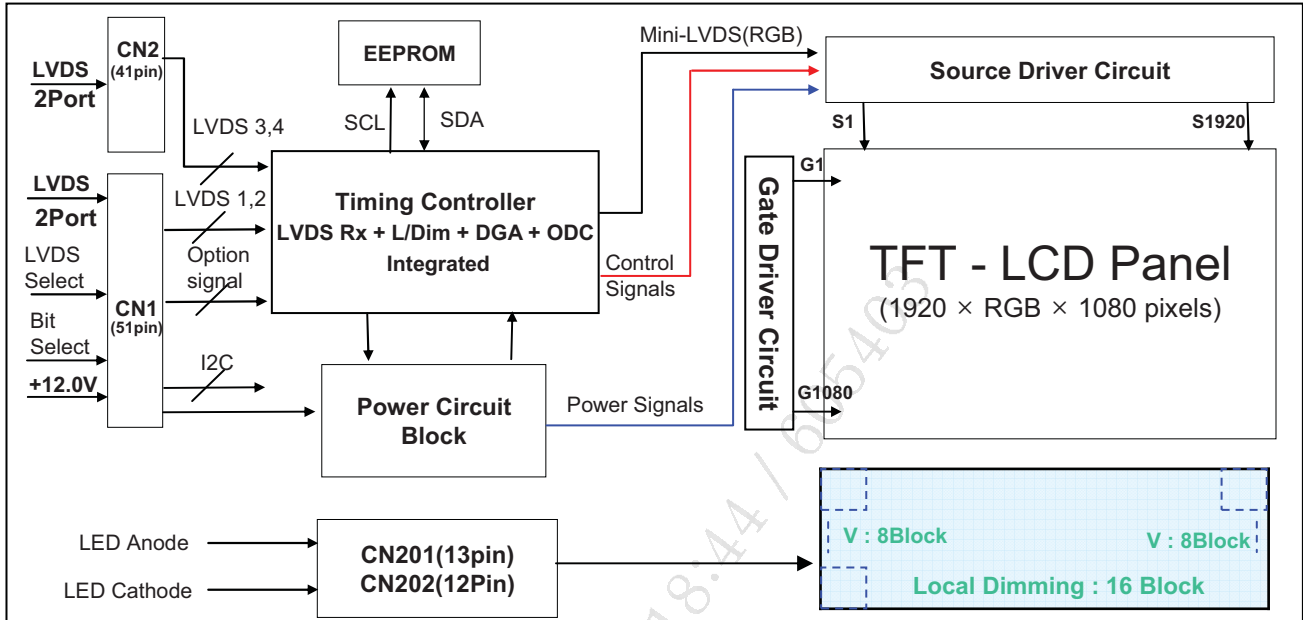 CN2
(41pin)
LVDS
2Port
EEPROM
Mini-LVDS(RGB)
Source Driver Circuit
SCL
SDA
LVDS 3,4
S1
S1920
LVDS
2Port
LVDS 1,2
Timing Controller
LVDS Rx + L/Dim + DGA + ODC
Integrated
G1
Gate Driver Circuit
TFT - LCD Panel
(1920 × RGB × 1080 pixels)
LVDS
Select
Option
signal
Control
Signals
CN1
(51pin)
Bit
Select
I2C
+12.0V
Power Circuit
Block
Power Signals
G1080
LED Anode
LED Cathode
CN201(13pin)
CN202(12Pin)
V : 8Block
V : 8Block
Local Dimming : 16 Block
18:44 / 605403